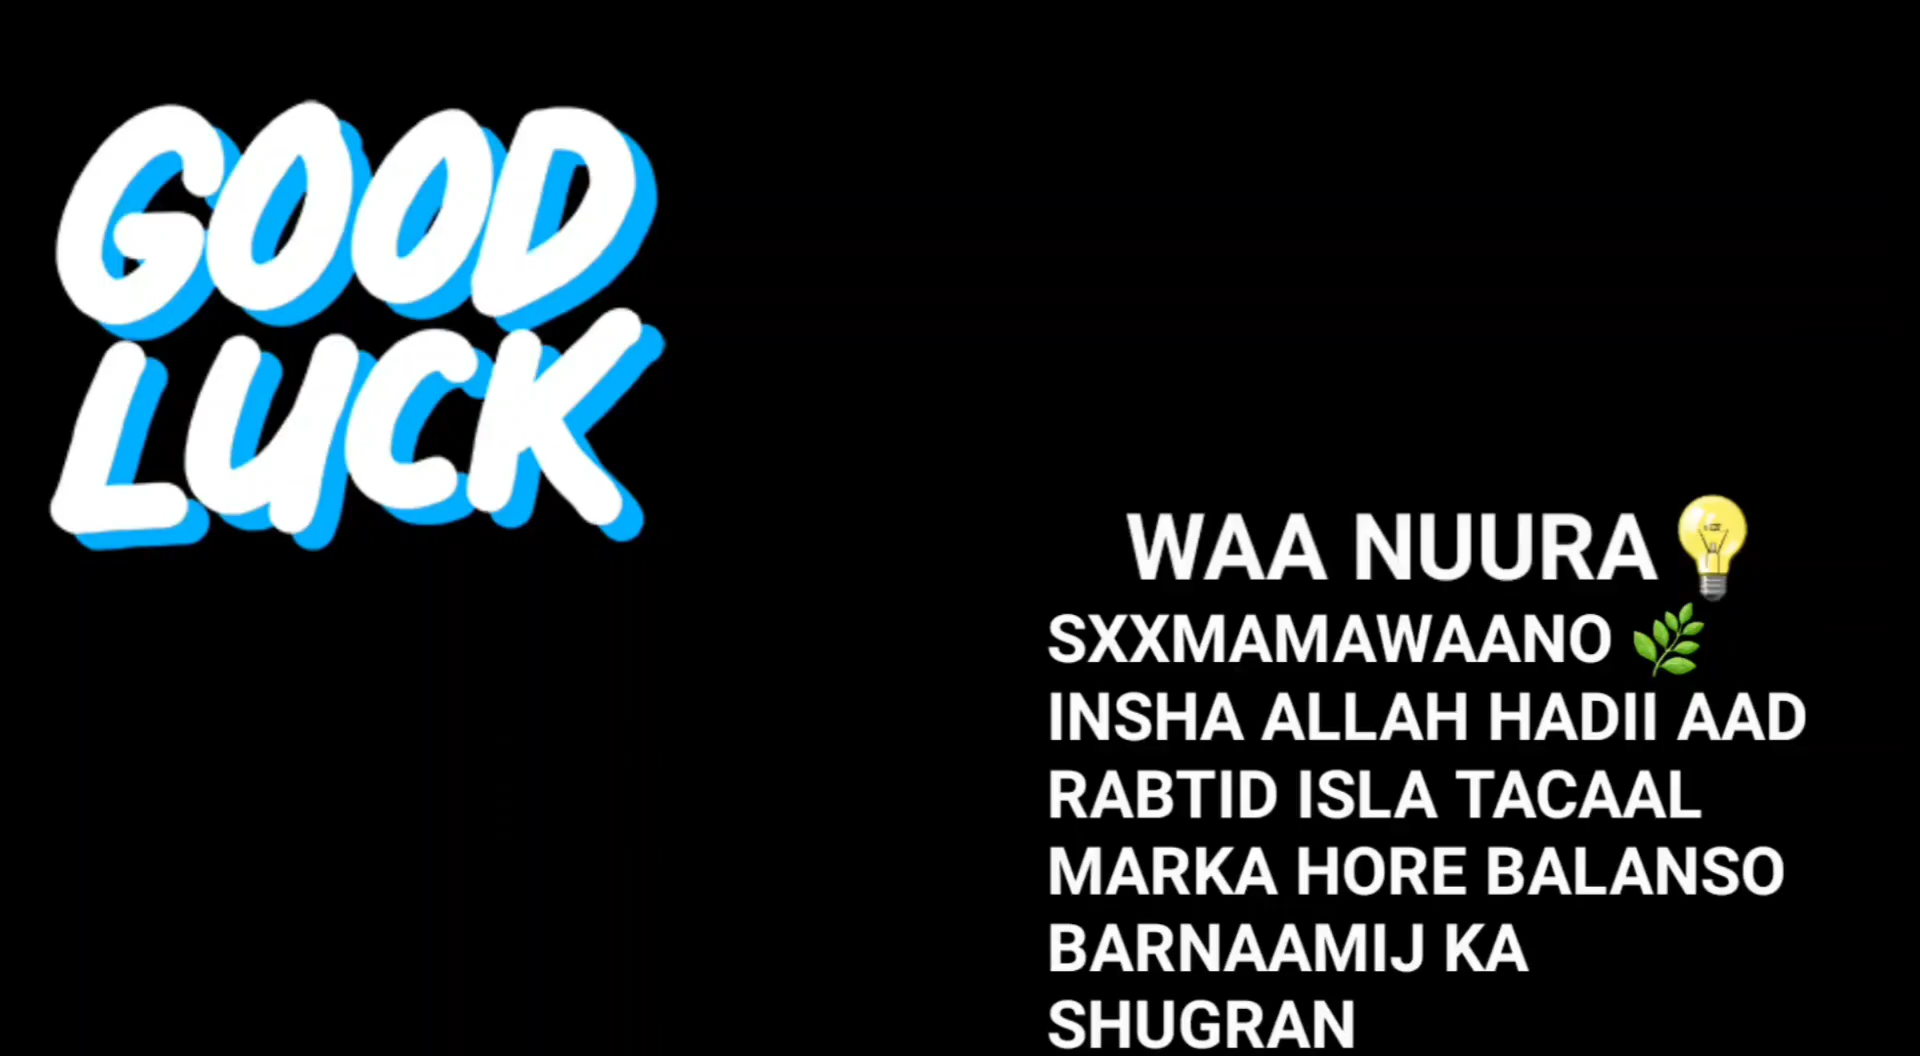 GOOD
LUCK
WAA NUURA💡
SXXMAMAWAANO 🌿
INSHA ALLAH HADII AAD
RABTID ISLA TACAAL
MARKA HORE BALANSO
BARNAAMIJ KA
SHUGRAN